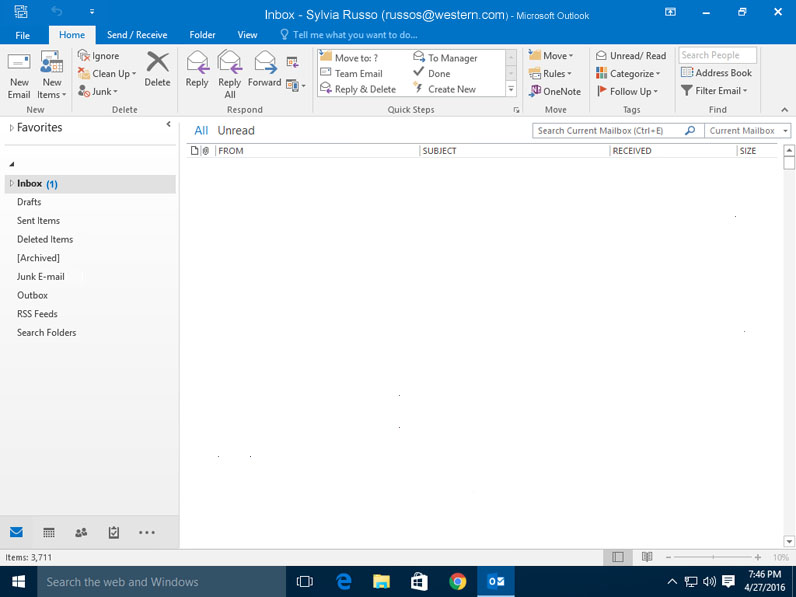 Inbox - Sylvia Russo (russos@western.com) - Microsoft Outlook
File Home Send / Receive Folder View Tell me what you want to do...
New Email
New Items
New
Ignore
Clean Up
Junk
Delete
Delete
Reply
Reply All
Forward
Respond
Move to: ?
Team Email
Reply & Delete
To Manager
Done
Create New
Quick Steps
Move
Rules
OneNote
Move
Unread/ Read
Categorize
Follow Up
Tags
Search People
Address Book
Filter Email
Find
Favorites
Inbox (1)
Drafts
Sent Items
Deleted Items
[Archived]
Junk E-mail
Outbox
RSS Feeds
Search Folders
All Unread
Search Current Mailbox (Ctrl+E) Current Mailbox
FROM SUBJECT RECEIVED SIZE
Items: 3,711
10%
Search the web and Windows
7:46 PM
4/27/2016